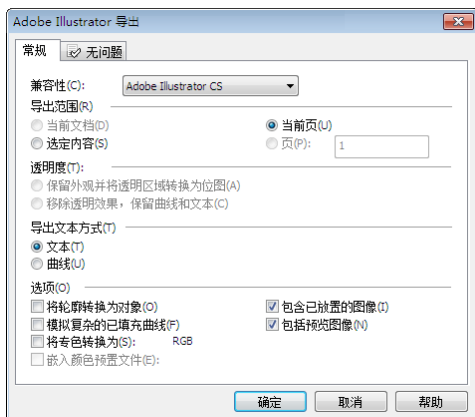 Adobe Illustrator 导出
常规 无问题
兼容性(C): Adobe Illustrator CS
导出范围(R)
当前文档(D) 当前页(U)
选定内容(S) 页(P): 1
透明度(T):
保留外观并将透明区域转换为位图(A)
移除透明效果，保留曲线和文本(C)
导出文本方式(T)
文本(T)
曲线(U)
选项(O)
将轮廓转换为对象(O) 包含已放置的图像(I)
模拟复杂的已填充曲线(F) 包括预览图像(N)
将专色转换为(S): RGB
嵌入颜色预置文件(E):
确定 取消 帮助